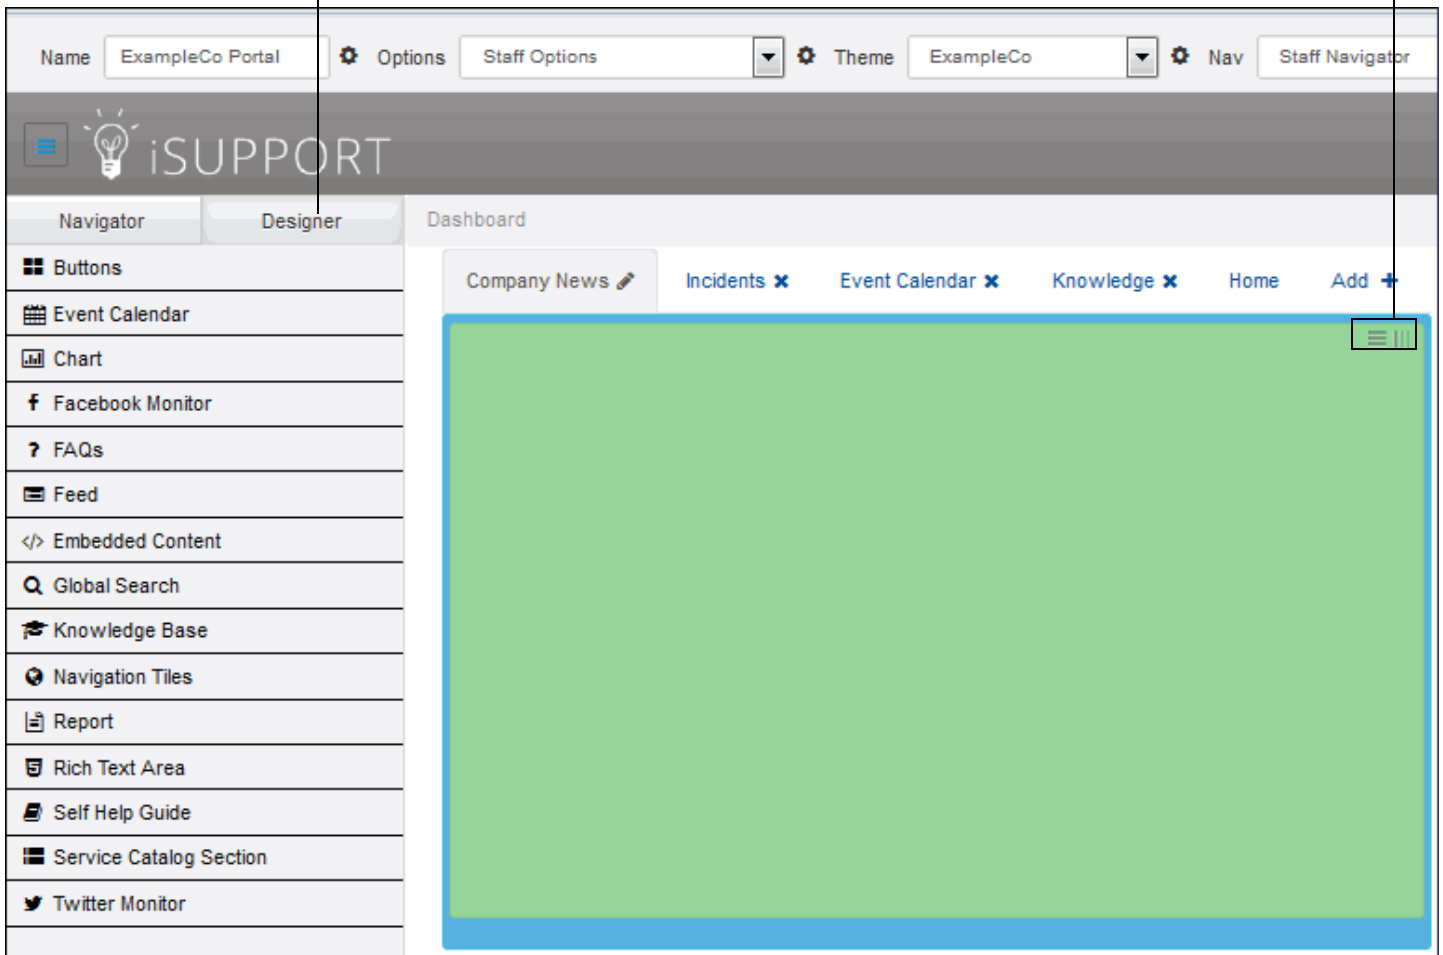 Name ExampleCo Portal Options Staff Options Theme ExampleCo Nav Staff Navigator
iSUPPORT
Navigator Designer Dashboard
Buttons
Company News Incidents Event Calendar Knowledge Home Add
Event Calendar
Chart
Facebook Monitor
FAQs
Feed
Embedded Content
Global Search
Knowledge Base
Navigation Tiles
Report
Rich Text Area
Self Help Guide
Service Catalog Section
Twitter Monitor